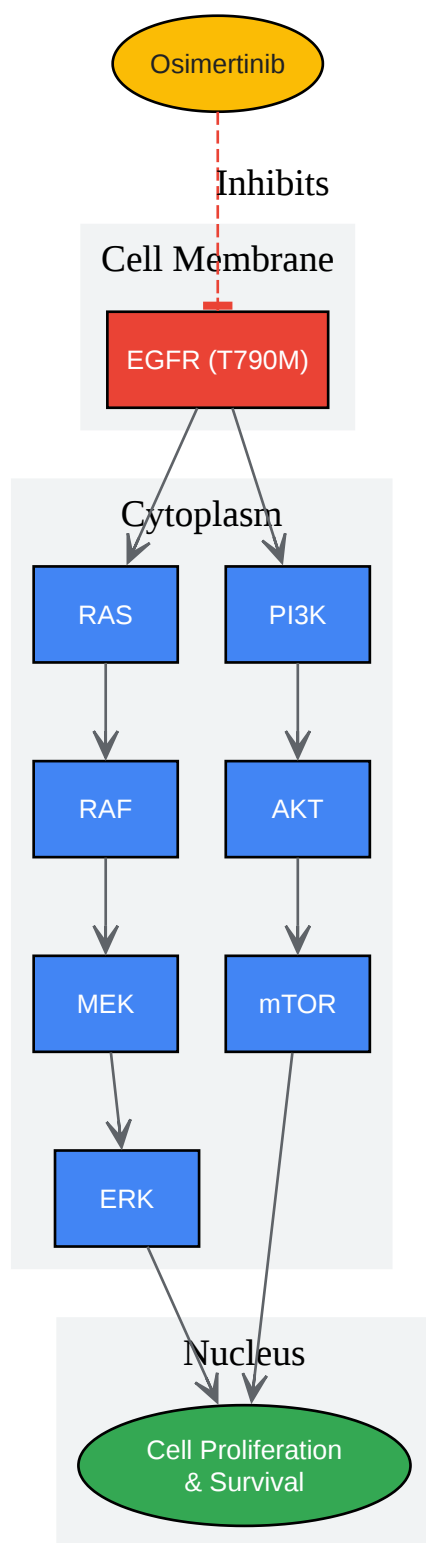 Osimertinib
Inhibits
Cell Membrane
EGFR (T790M)
Cytoplasm
RAS
PI3K
RAF
AKT
MEK
mTOR
ERK
Nucleus
Cell Proliferation
& Survival